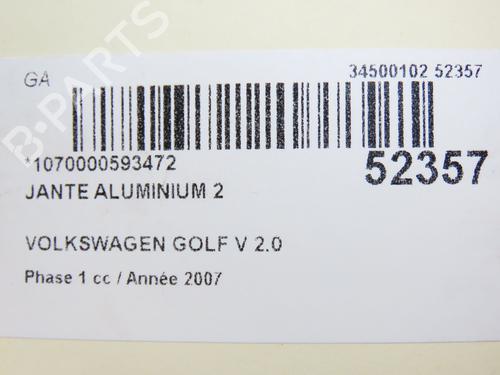 GA
34500102 52357
*1070000593472
52357
JANTE ALUMINIUM 2
VOLKSWAGEN GOLF V 2.0
Phase 1 cc / Année 2007
B-PARTS